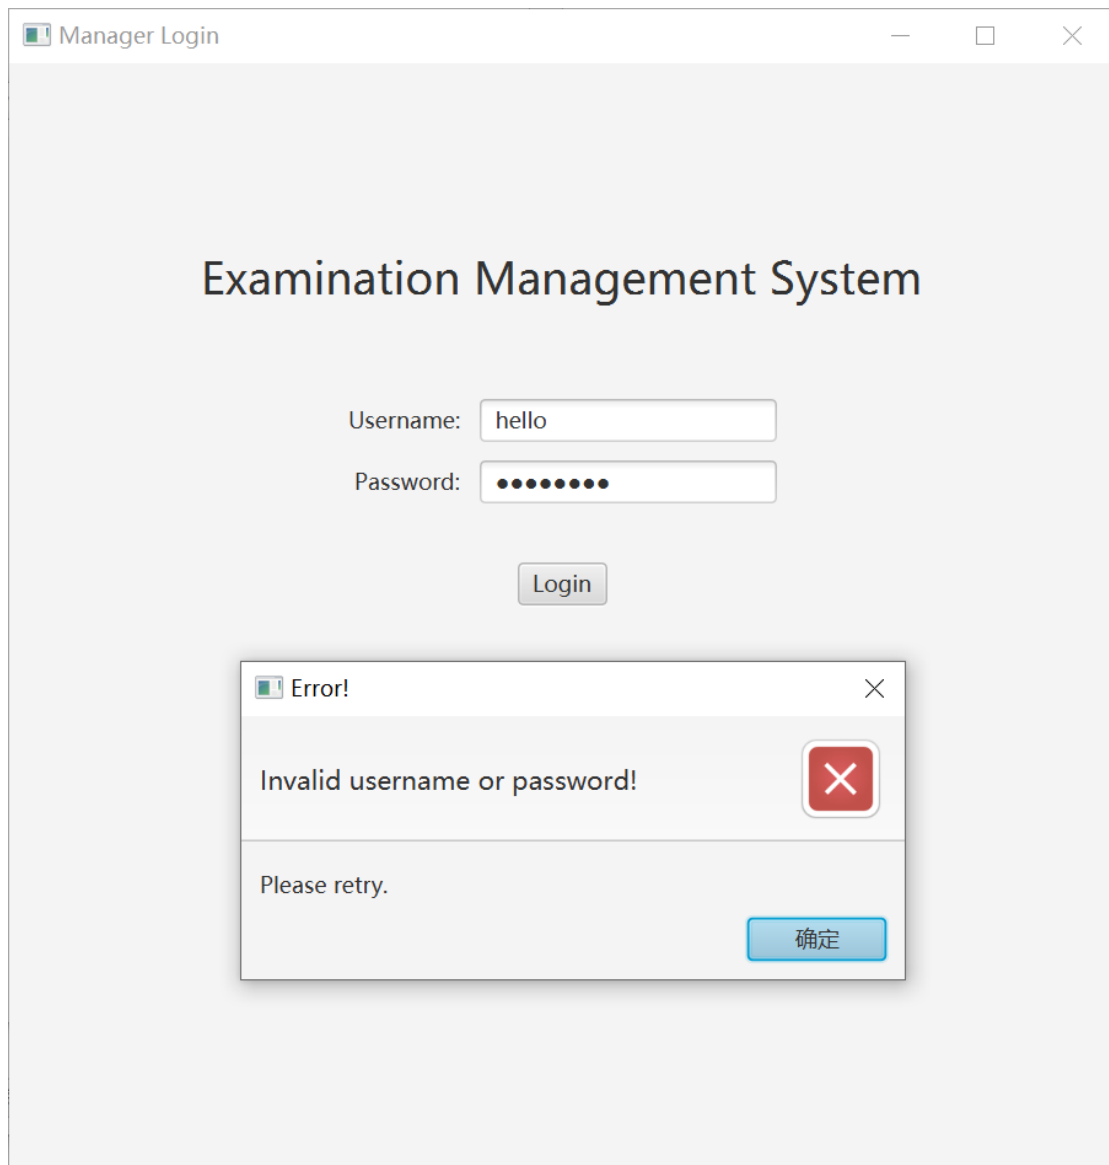 Manager Login
Examination Management System
Username: hello
Password: ●●●●●●●●
Login
Error!
Invalid username or password!
Please retry.
确定